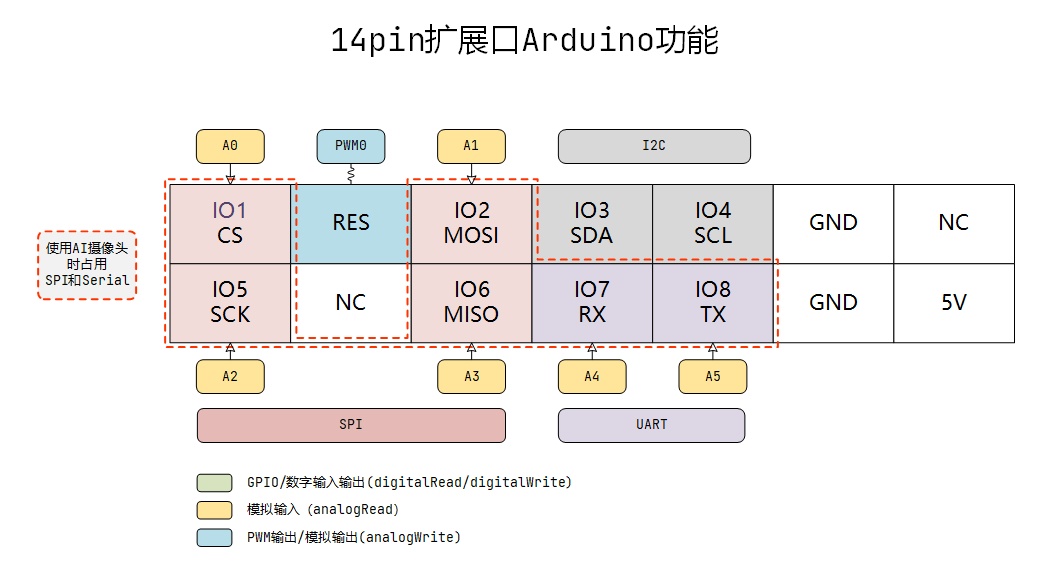 14pin扩展口Arduino功能
A0
PWM0
A1
I2C
IO1
CS
RES
IO2
MOSI
IO3
SDA
IO4
SCL
GND
NC
使用AI摄像头
时占用
SPI和Serial
IO5
SCK
NC
IO6
MISO
IO7
RX
IO8
TX
GND
5V
A2
A3
A4
A5
SPI
UART
GPIO/数字输入输出(digitalRead/digitalWrite)
模拟输入（analogRead)
PWM输出/模拟输出(analogWrite)